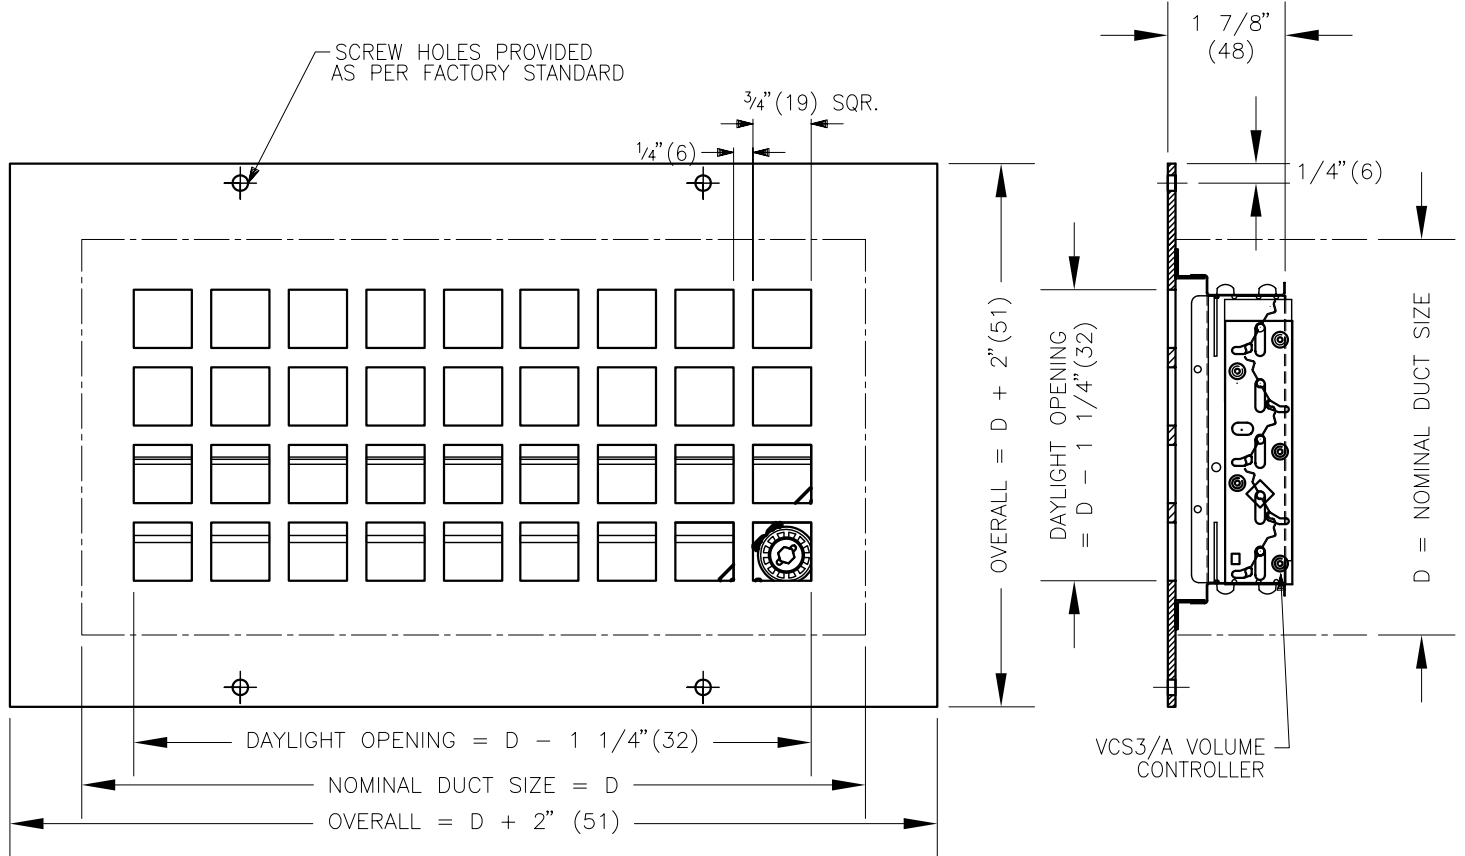 SCREW HOLES PROVIDED
AS PER FACTORY STANDARD
3/4"(19) SQR.
1/4"(6)
1 7/8"
(48)
1/4"(6)
OVERALL = D + 2"(51)
DAYLIGHT OPENING
= D - 1 1/4"(32)
D = NOMINAL DUCT SIZE
DAYLIGHT OPENING = D - 1 1/4"(32)
NOMINAL DUCT SIZE = D
OVERALL = D + 2" (51)
VCS3/A VOLUME
CONTROLLER